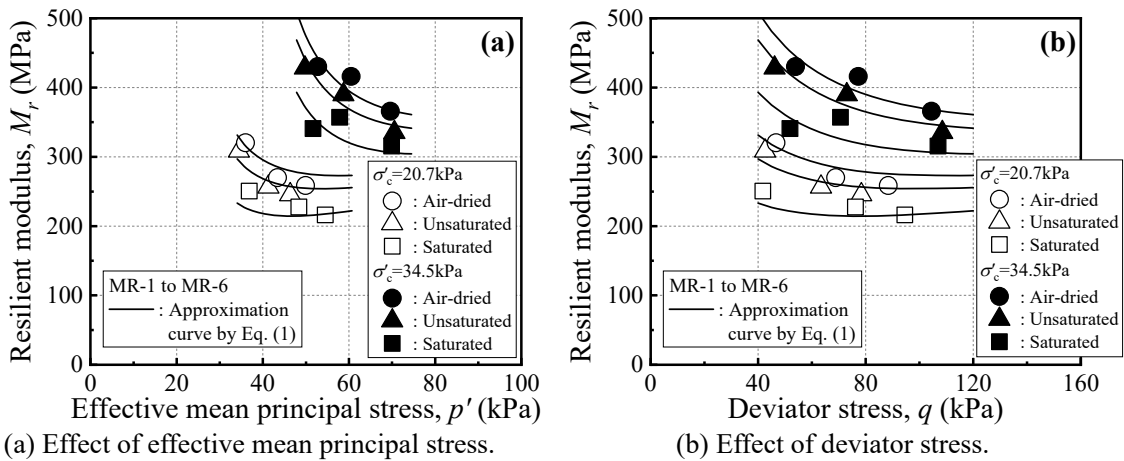 500
400
300
200
100
0
Resilient modulus, Mr (MPa)
(a)
σ′c=20.7kPa
: Air-dried
: Unsaturated
: Saturated
σ′c=34.5kPa
: Air-dried
: Unsaturated
: Saturated
MR-1 to MR-6
: Approximation
curve by Eq. (1)
0 20 40 60 80 100
Effective mean principal stress, p′ (kPa)
(a) Effect of effective mean principal stress.
500
400
300
200
100
0
Resilient modulus, Mr (MPa)
(b)
σ′c=20.7kPa
: Air-dried
: Unsaturated
: Saturated
σ′c=34.5kPa
: Air-dried
: Unsaturated
: Saturated
MR-1 to MR-6
: Approximation
curve by Eq. (1)
0 40 80 120 160
Deviator stress, q (kPa)
(b) Effect of deviator stress.